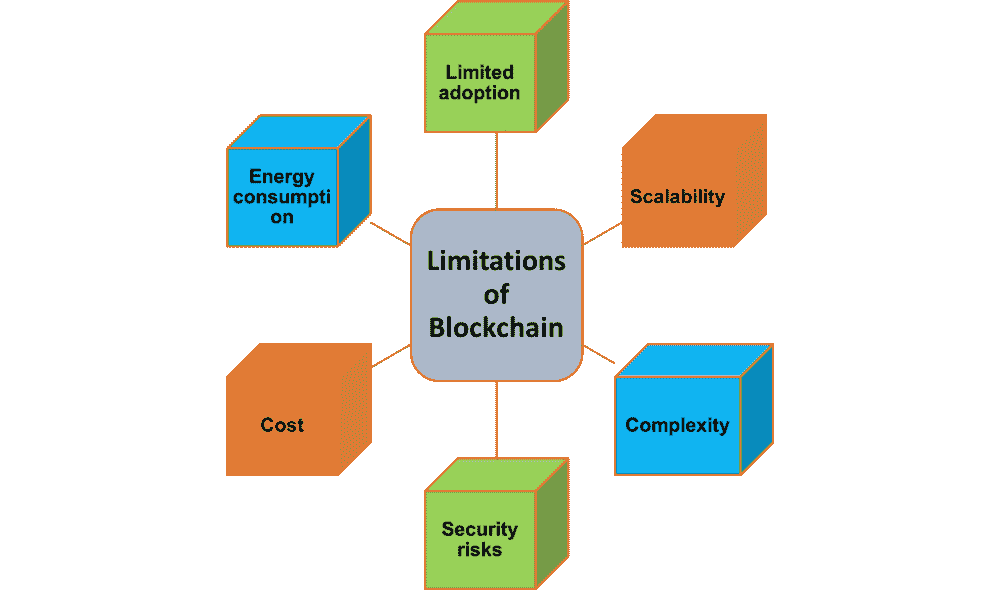 Limited
adoption
Energy
consumpti
on
Scalability
Limitations
of
Blockchain
Cost
Complexity
Security
risks